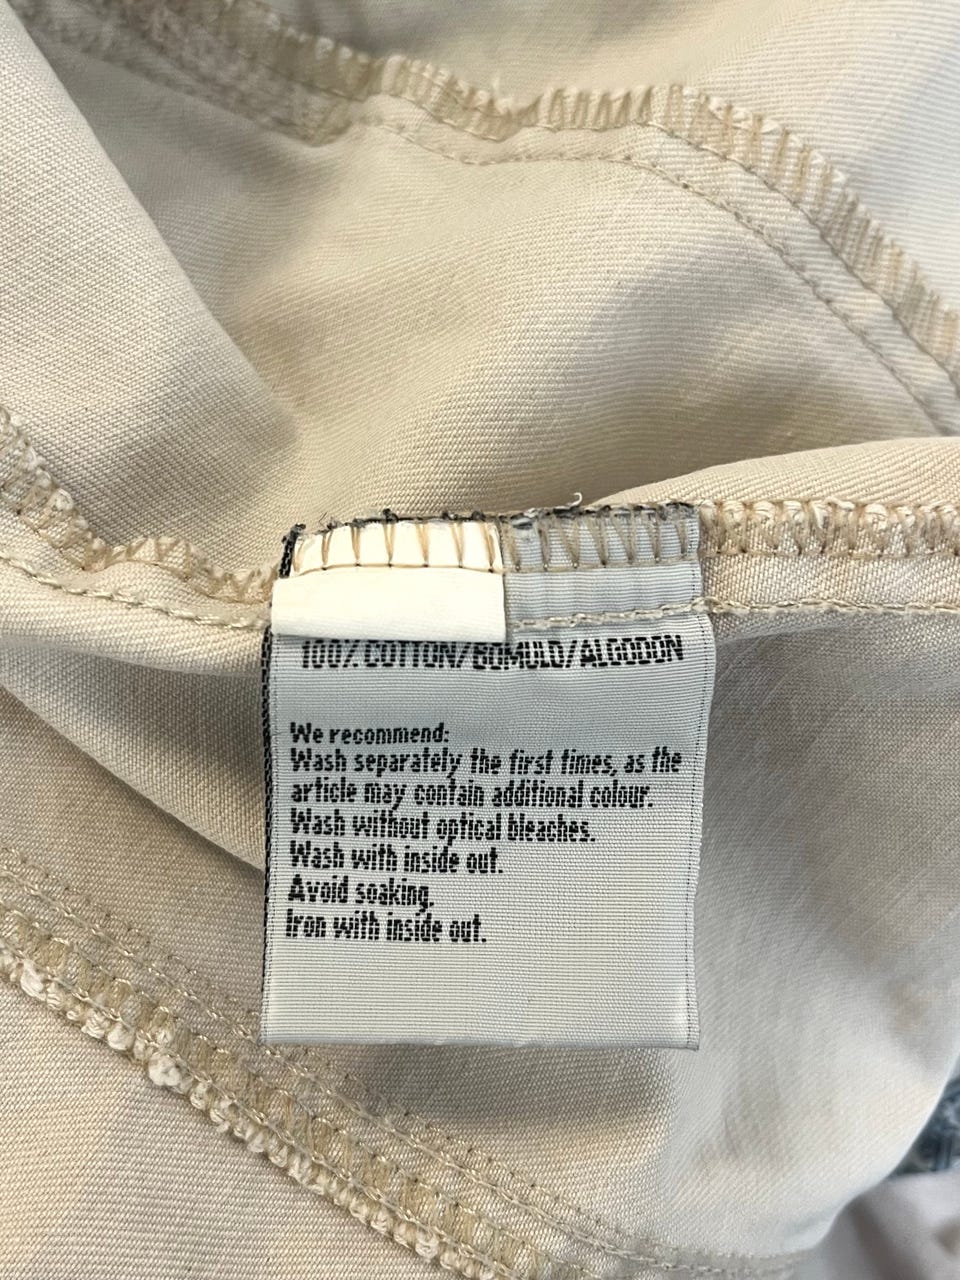 100% COTTON/BOMULD/ALGODON
We recommend:
Wash separately the first times, as the
article may contain additional colour.
Wash without optical bleaches.
Wash with inside out.
Avoid soaking.
Iron with inside out.